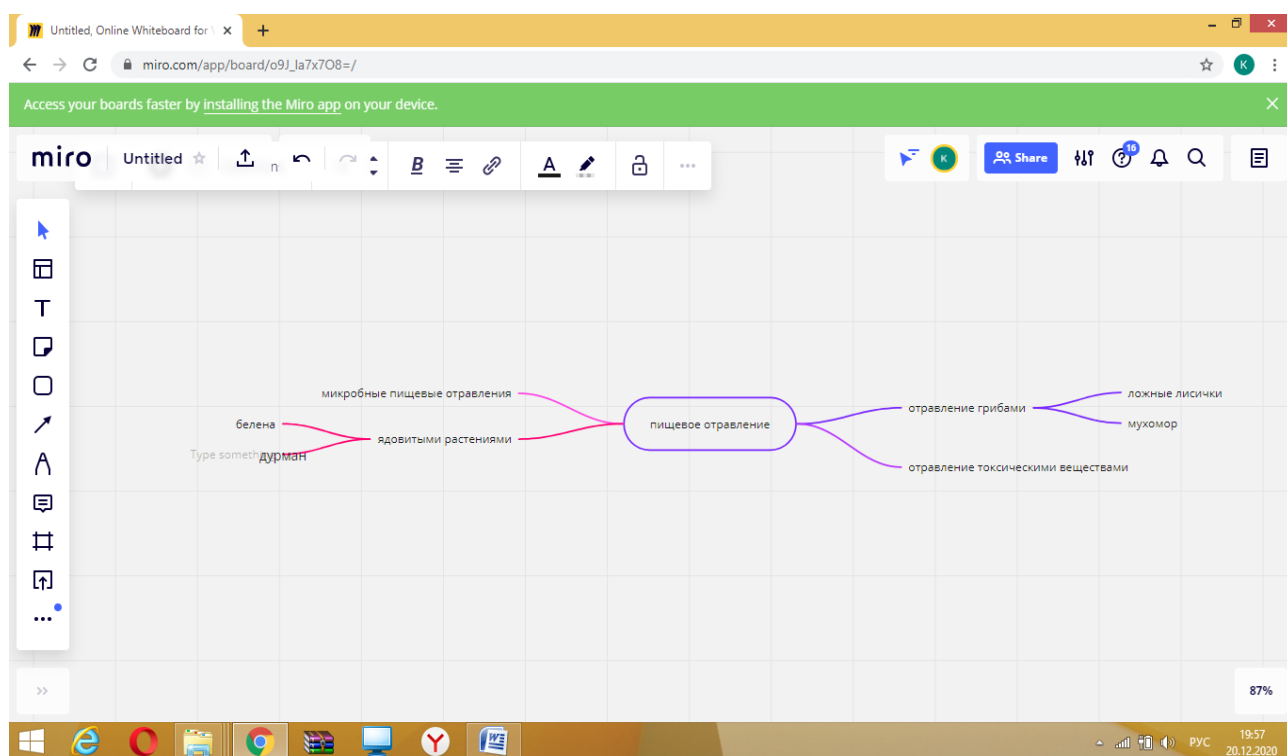 Untitled, Online Whiteboard for
miro.com/app/board/o9J_la7x7O8=/
K
Access your boards faster by installing the Miro app on your device.
miro
Untitled
n
B
A
K
Share
16
T
микробные пищевые отравления
белена
ядовитыми растениями
Type something
дурман
пищевое отравление
отравление грибами
ложные лисички
мухомор
отравление токсическими веществами
87%
РУС
19:57
20.12.2020